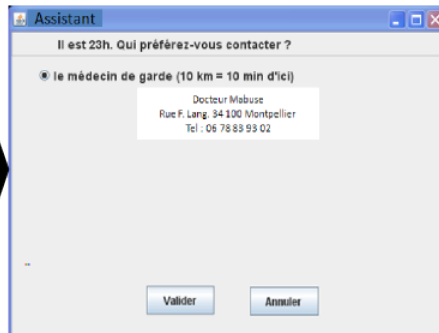 Assistant
Il est 23h. Qui préférez-vous contacter ?
le médecin de garde (10 km = 10 min d'ici)
Docteur Mabuse
Rue F. Lang. 34 100 Montpellier
Tel : 06 78 83 93 02
Valider
Annuler